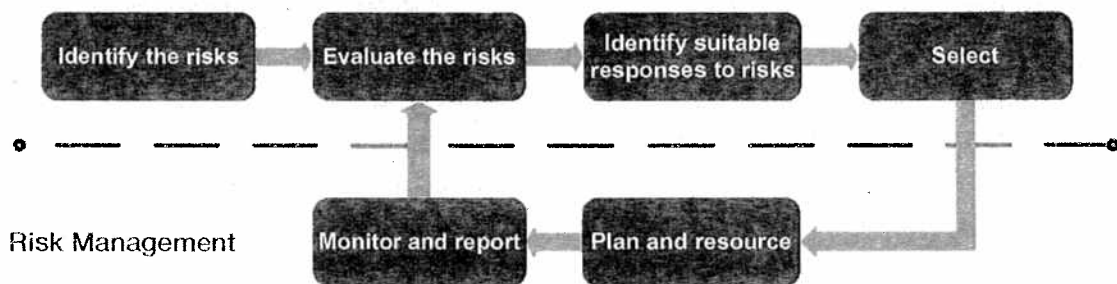 Identify the risks
Evaluate the risks
Identify suitable
responses to risks
Select
Risk Management
Monitor and report
Plan and resource